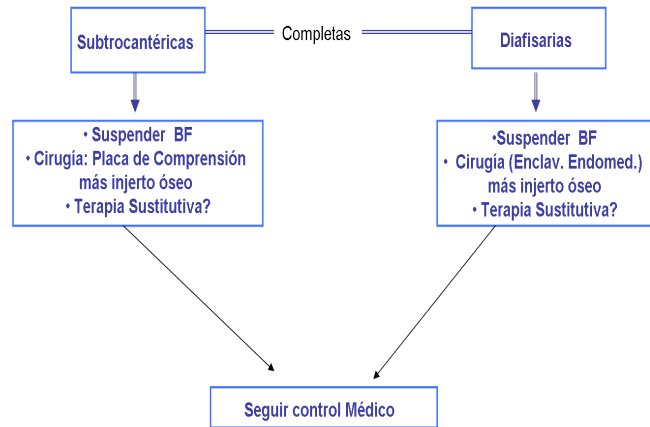 Subtrocantéricas
Completas
Diafisarias
• Suspender BF
• Cirugía: Placa de Comprensión
más injerto óseo
• Terapia Sustitutiva?
•Suspender BF
• Cirugía (Enclav. Endomed.)
más injerto óseo
• Terapia Sustitutiva?
Seguir control Médico